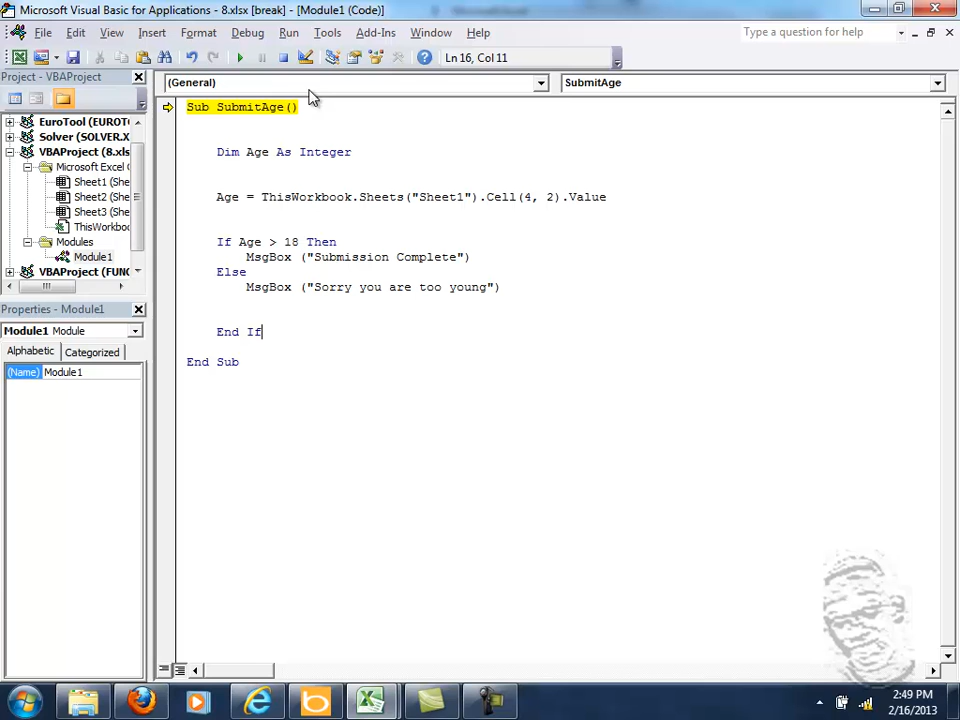 Microsoft Visual Basic for Applications - 8.xlsx [break] - [Module1 (Code)]
File Edit View Insert Format Debug Run Tools Add-Ins Window Help
Type a question for help
Ln 16, Col 11
Project - VBAProject
(General)
SubmitAge
EuroTool (EUROT
Solver (SOLVER.X
VBAProject (8.xls
Microsoft Excel
Sheet1 (She
Sheet2 (She
Sheet3 (She
ThisWorkbo
Modules
Module1
VBAProject (FUNC
Properties - Module1
Module1 Module
Alphabetic Categorized
(Name) Module1
Sub SubmitAge()
Dim Age As Integer
Age = ThisWorkbook.Sheets("Sheet1").Cell(4, 2).Value
If Age > 18 Then
MsgBox ("Submission Complete")
Else
MsgBox ("Sorry you are too young")
End If
End Sub
2:49 PM
2/16/2013